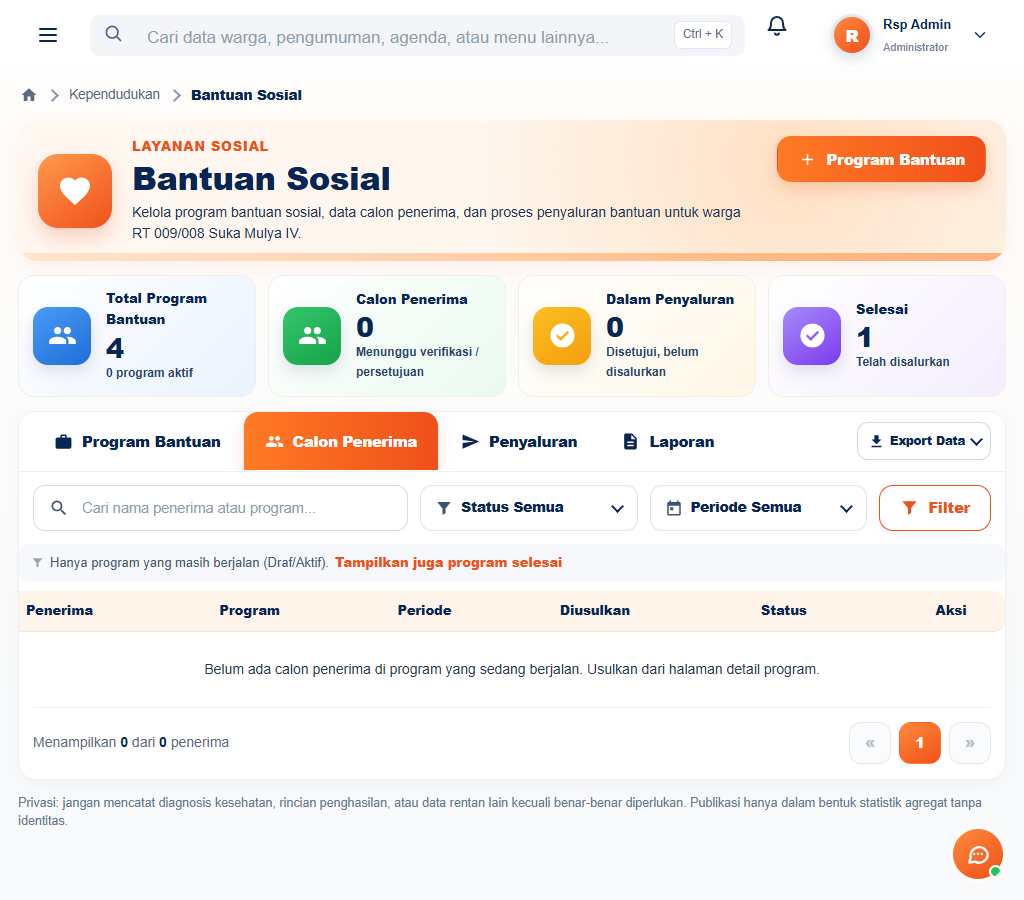 Cari data warga, pengumuman, agenda, atau menu lainnya...
Ctrl + K
R
Rsp Admin
Administrator
Kependudukan
Bantuan Sosial
LAYANAN SOSIAL
Bantuan Sosial
Kelola program bantuan sosial, data calon penerima, dan proses penyaluran bantuan untuk warga
RT 009/008 Suka Mulya IV.
+ Program Bantuan
Total Program
Bantuan
4
0 program aktif
Calon Penerima
0
Menunggu verifikasi /
persetujuan
Dalam Penyaluran
0
Disetujui, belum
disalurkan
Selesai
1
Telah disalurkan
Program Bantuan
Calon Penerima
Penyaluran
Laporan
Export Data
Cari nama penerima atau program...
Status Semua
Periode Semua
Filter
Hanya program yang masih berjalan (Draf/Aktif). Tampilkan juga program selesai
Penerima Program Periode Diusulkan Status Aksi
Belum ada calon penerima di program yang sedang berjalan. Usulkan dari halaman detail program.
Menampilkan 0 dari 0 penerima
« 1 »
Privasi: jangan mencatat diagnosis kesehatan, rincian penghasilan, atau data rentan lain kecuali benar-benar diperlukan. Publikasi hanya dalam bentuk statistik agregat tanpa
identitas.